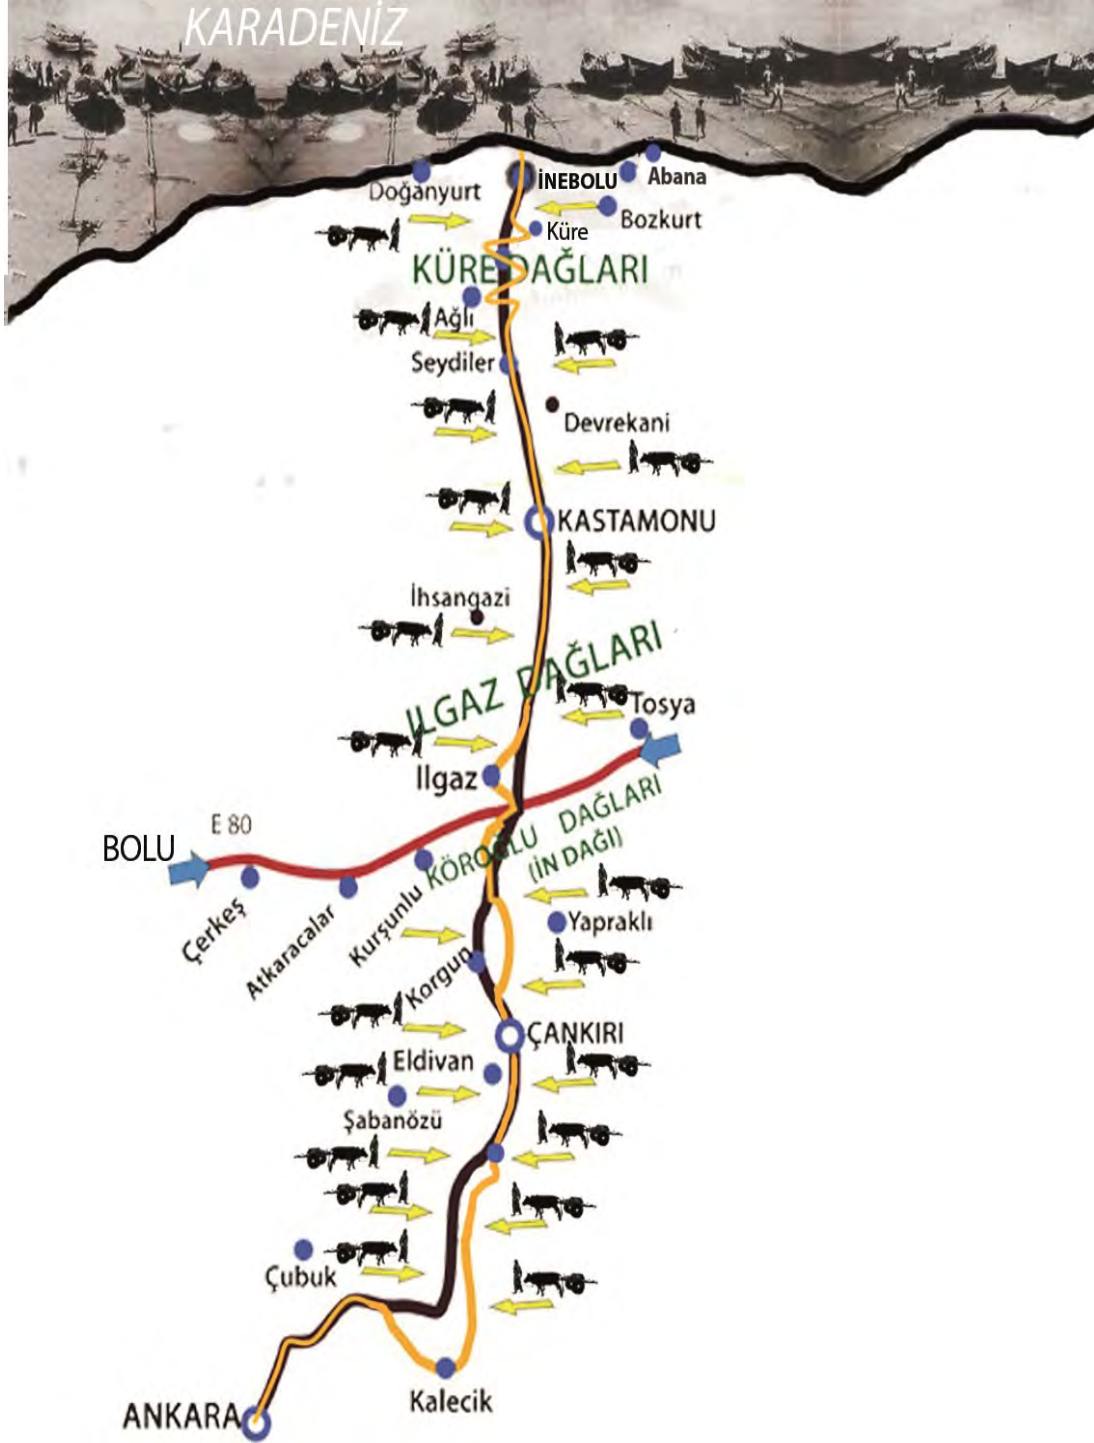 KARADENİZ
Doğanyurt
İNEBOLU
Abana
Bozkurt
Küre
KÜRE DAĞLARI
Ağlı
Seydiler
Devrekani
KASTAMONU
İhsangazi
ILGAZ DAĞLARI
Tosya
Ilgaz
E 80
BOLU
KÖROĞLU DAĞLARI
(İN DAĞI)
Çerkeş
Atkaracalar
Kurşunlu
Yapraklı
Korgun
ÇANKIRI
Eldivan
Şabanözü
Çubuk
Kalecik
ANKARA